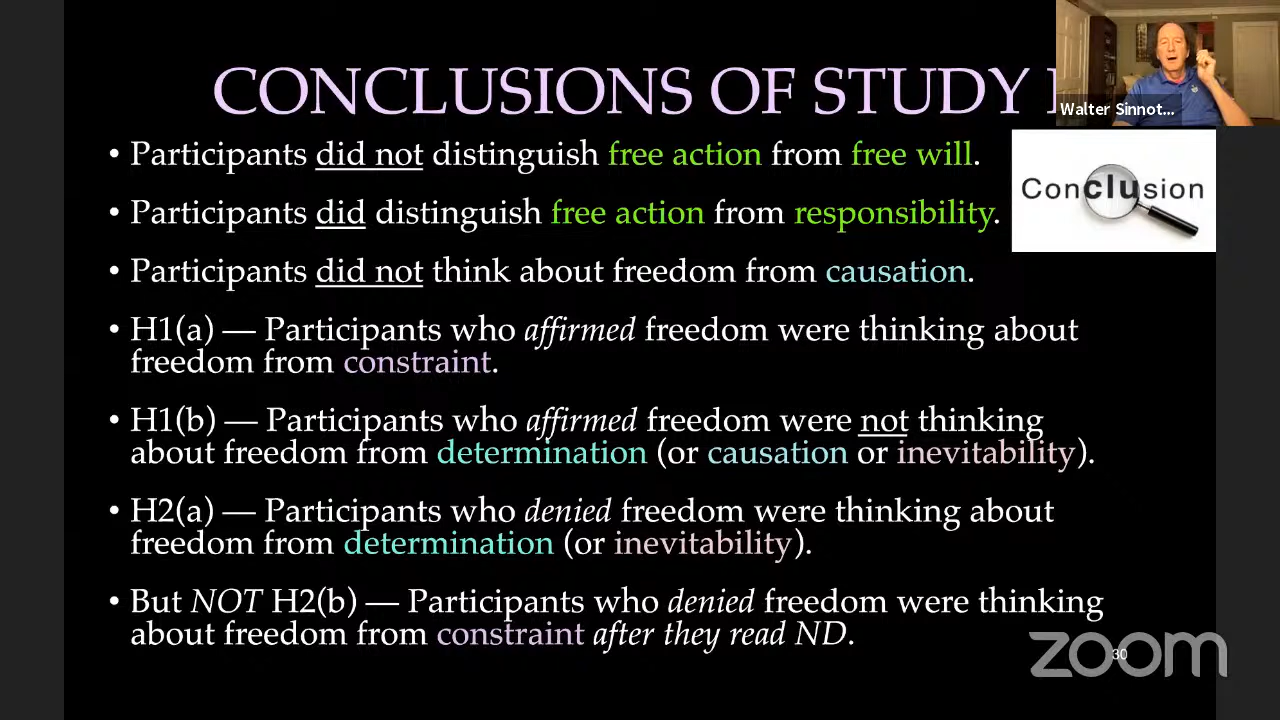 CONCLUSIONS OF STUDY
Walter Sinnot...
• Participants did not distinguish free action from free will.
Conclusion
• Participants did distinguish free action from responsibility.
• Participants did not think about freedom from causation.
• H1(a) — Participants who affirmed freedom were thinking about
freedom from constraint.
• H1(b) — Participants who affirmed freedom were not thinking
about freedom from determination (or causation or inevitability).
• H2(a) — Participants who denied freedom were thinking about
freedom from determination (or inevitability).
• But NOT H2(b) — Participants who denied freedom were thinking
about freedom from constraint after they read ND.
30
zoom